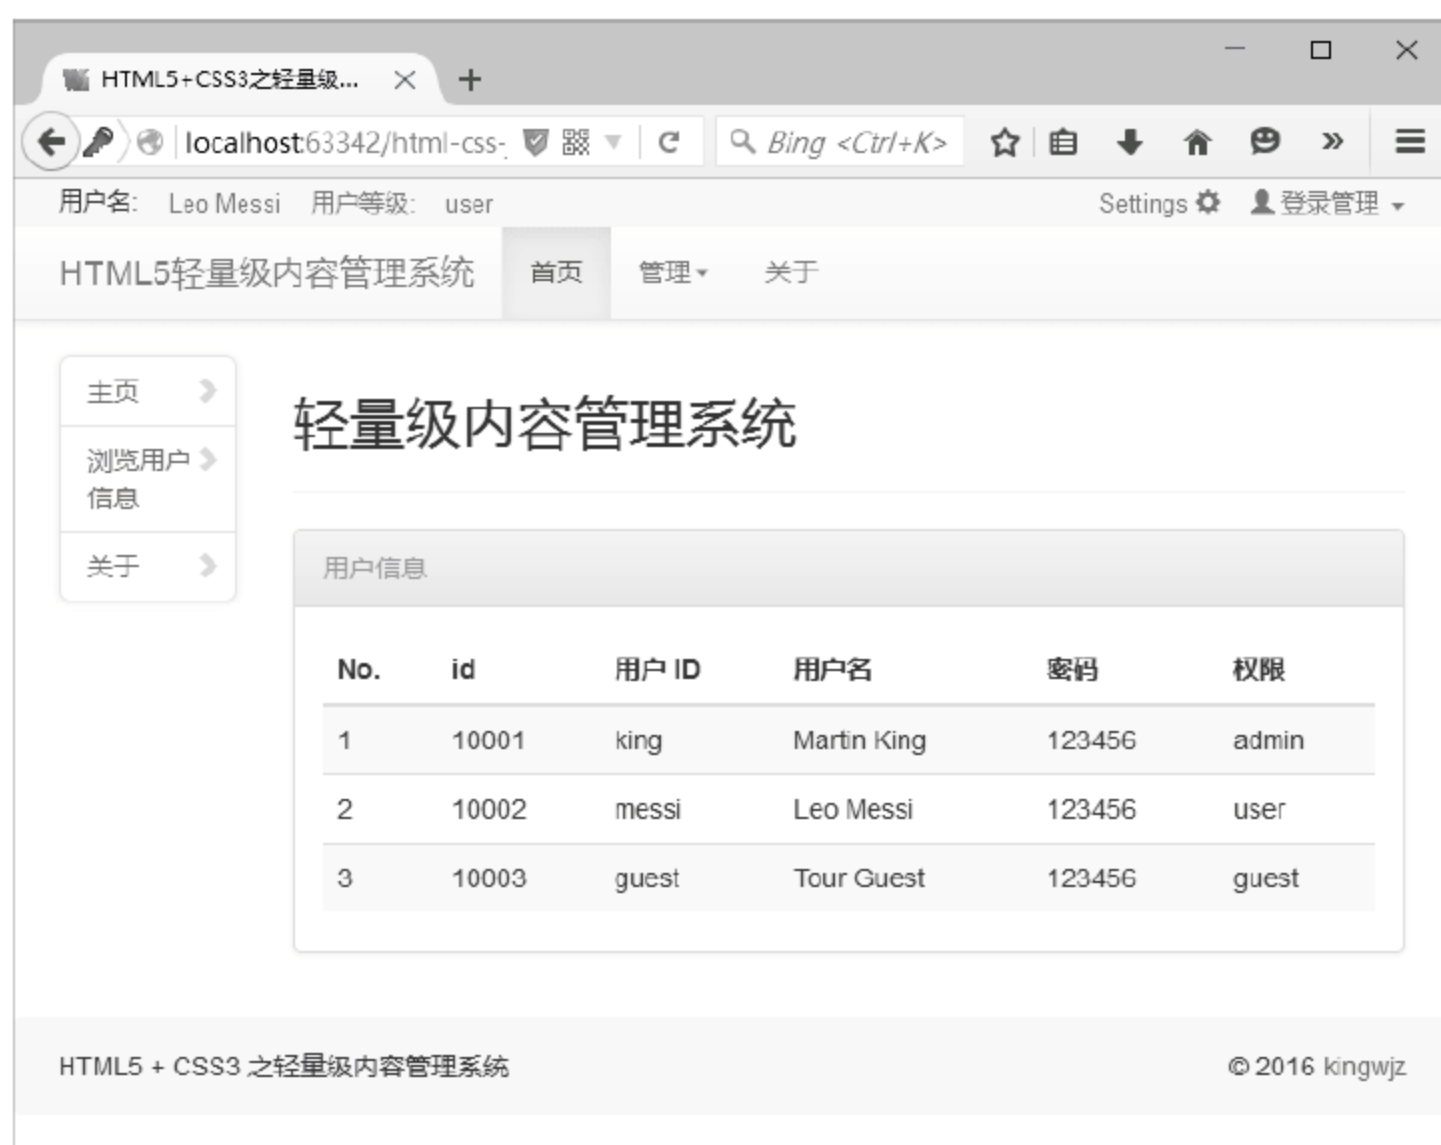 HTML5+CSS3之轻量级...
localhost:63342/html-css-
Bing <Ctrl+K>
用户名: Leo Messi 用户等级: user Settings 登录管理
HTML5轻量级内容管理系统 首页 管理 关于
主页
浏览用户
信息
关于
轻量级内容管理系统
用户信息
No. id 用户 ID 用户名 密码 权限
1 10001 king Martin King 123456 admin
2 10002 messi Leo Messi 123456 user
3 10003 guest Tour Guest 123456 guest
HTML5 + CSS3 之轻量级内容管理系统 © 2016 kingwjz